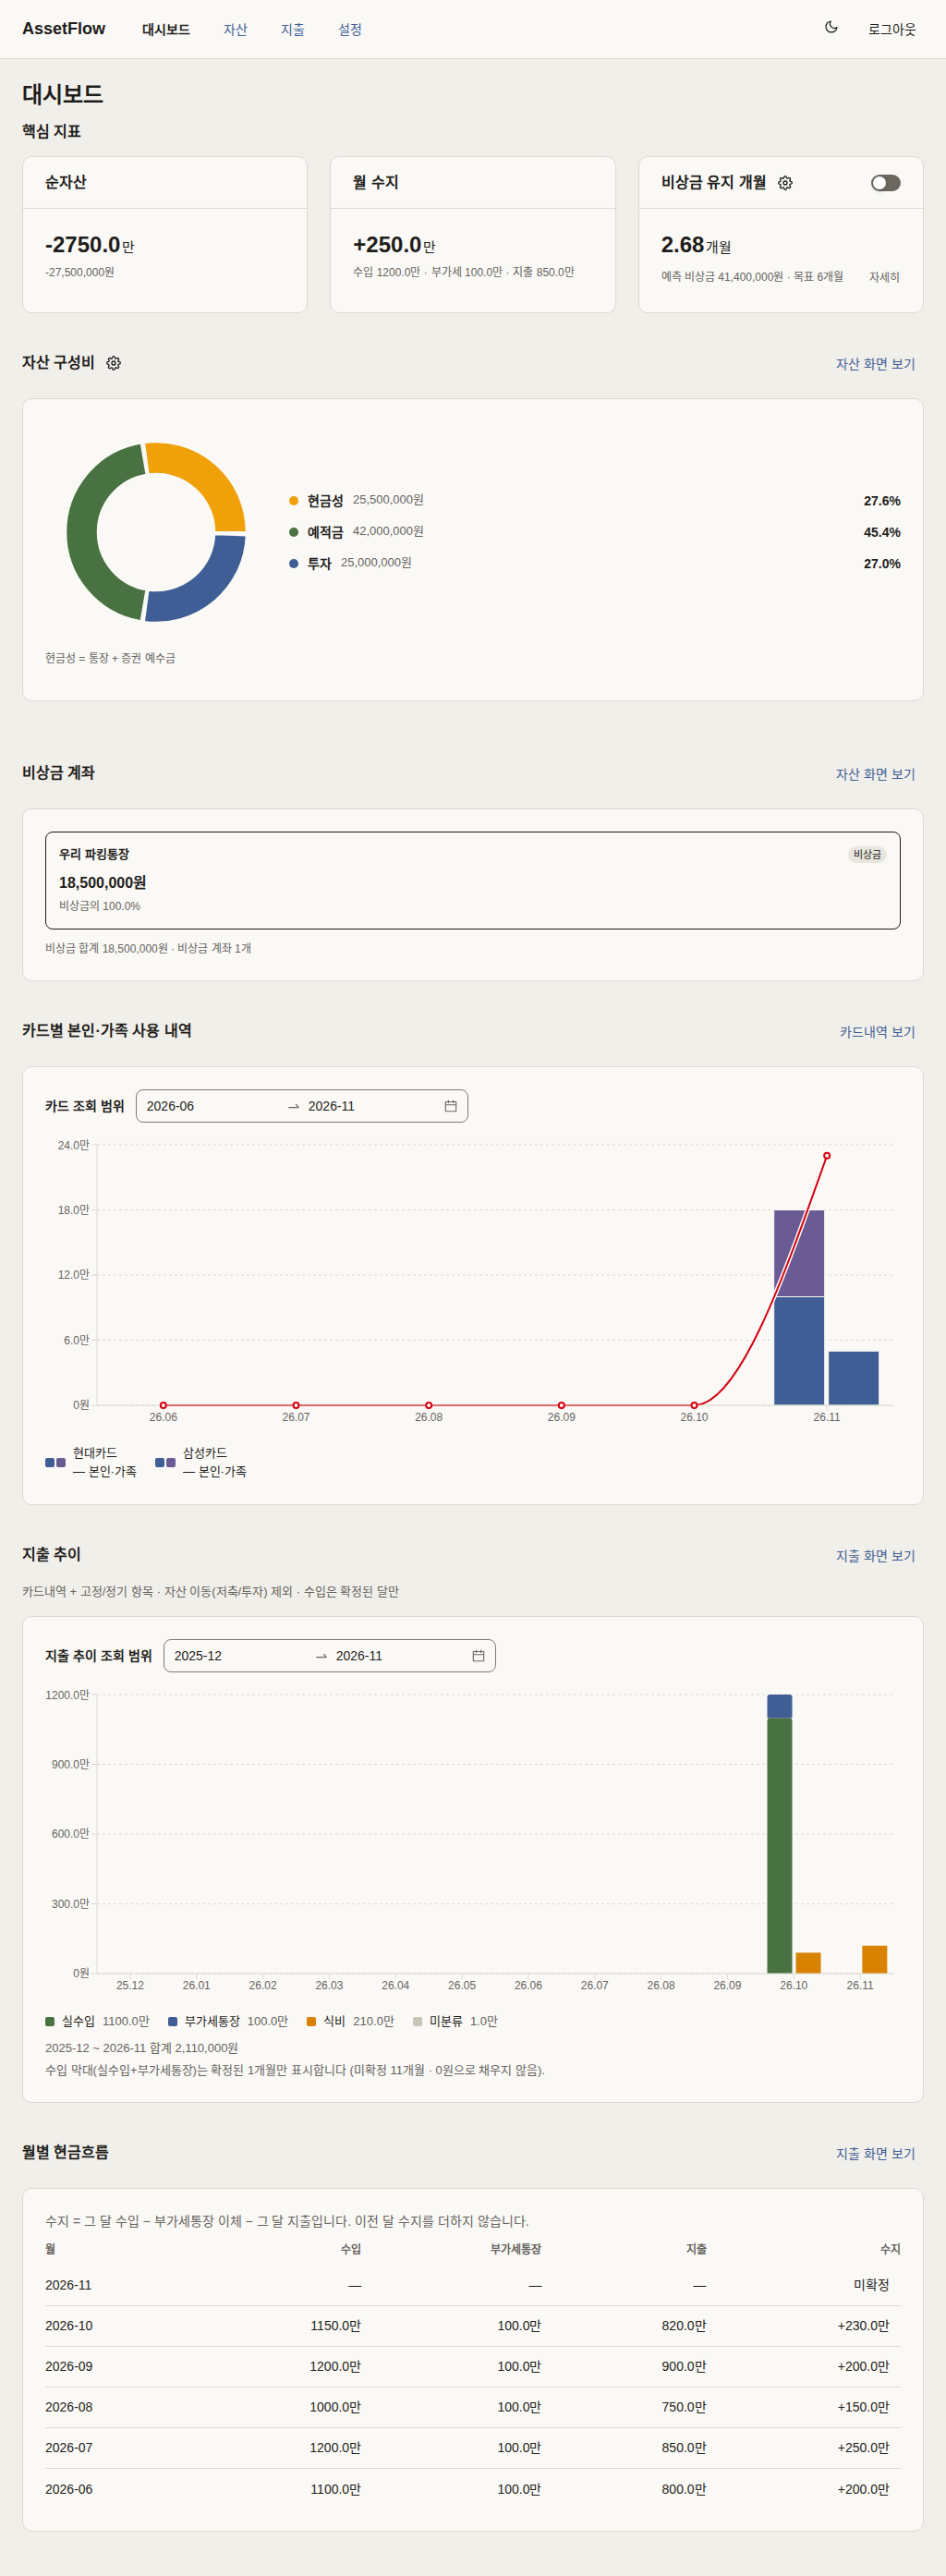 AssetFlow 대시보드 자산 지출 설정 로그아웃
대시보드
핵심 지표
순자산
-2750.0만
-27,500,000원
월 수지
+250.0만
수입 1200.0만 · 부가세 100.0만 · 지출 850.0만
비상금 유지 개월
2.68개월
예측 비상금 41,400,000원 · 목표 6개월 자세히
자산 구성비 자산 화면 보기
현금성 25,500,000원 27.6%
예적금 42,000,000원 45.4%
투자 25,000,000원 27.0%
현금성 = 통장 + 증권 예수금
비상금 계좌 자산 화면 보기
우리 파킹통장 비상금
18,500,000원
비상금의 100.0%
비상금 합계 18,500,000원 · 비상금 계좌 1개
카드별 본인·가족 사용 내역 카드내역 보기
카드 조회 범위 2026-06 2026-11
24.0만
18.0만
12.0만
6.0만
0원
26.06 26.07 26.08 26.09 26.10 26.11
현대카드
— 본인·가족
삼성카드
— 본인·가족
지출 추이 지출 화면 보기
카드내역 + 고정/정기 항목 · 자산 이동(저축/투자) 제외 · 수입은 확정된 달만
지출 추이 조회 범위 2025-12 2026-11
1200.0만
900.0만
600.0만
300.0만
0원
25.12 26.01 26.02 26.03 26.04 26.05 26.06 26.07 26.08 26.09 26.10 26.11
실수입 1100.0만 부가세통장 100.0만 식비 210.0만 미분류 1.0만
2025-12 ~ 2026-11 합계 2,110,000원
수입 막대(실수입+부가세통장)는 확정된 1개월만 표시합니다 (미확정 11개월 · 0원으로 채우지 않음).
월별 현금흐름 지출 화면 보기
수지 = 그 달 수입 − 부가세통장 이체 − 그 달 지출입니다. 이전 달 수지를 더하지 않습니다.
월 수입 부가세통장 지출 수지
2026-11 — — — 미확정
2026-10 1150.0만 100.0만 820.0만 +230.0만
2026-09 1200.0만 100.0만 900.0만 +200.0만
2026-08 1000.0만 100.0만 750.0만 +150.0만
2026-07 1200.0만 100.0만 850.0만 +250.0만
2026-06 1100.0만 100.0만 800.0만 +200.0만